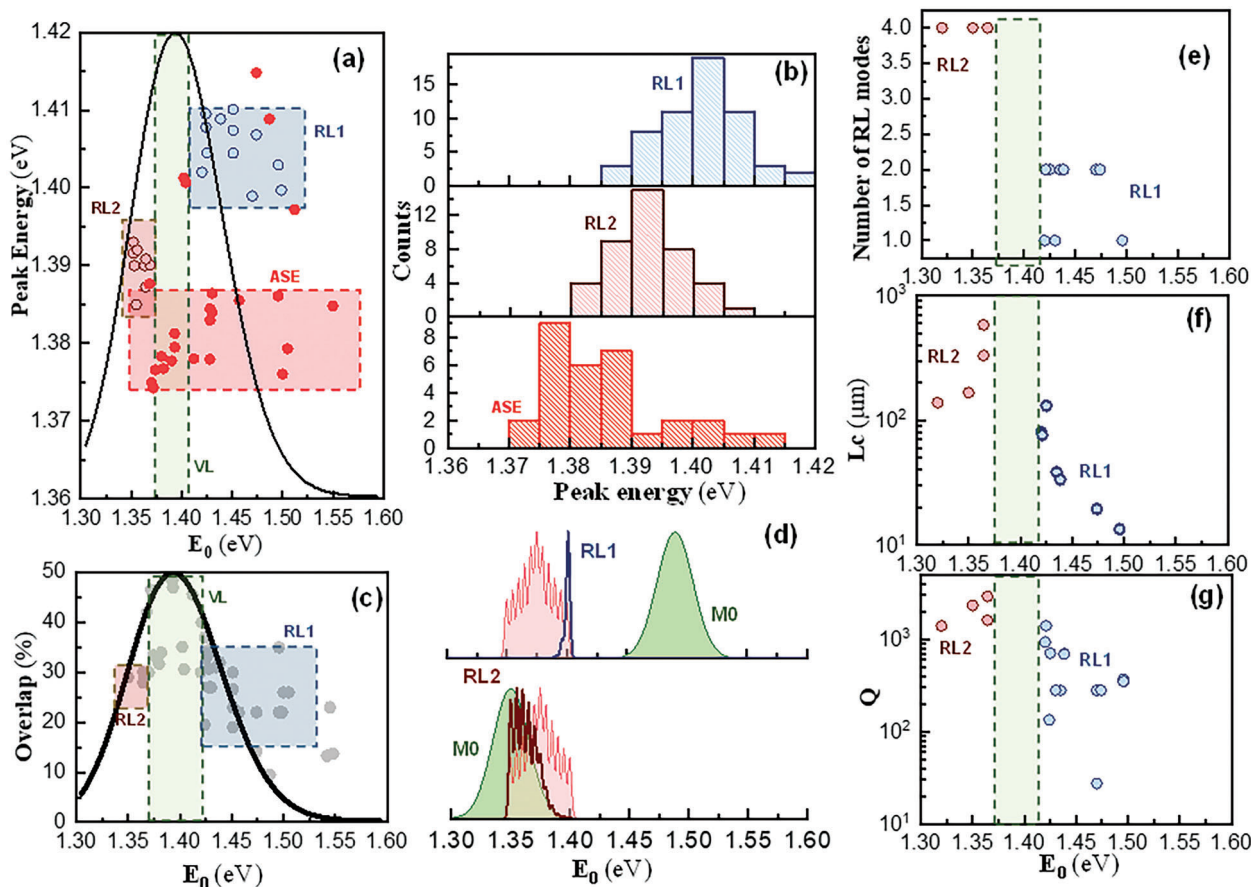 (a)
Peak Energy (eV)
1.42
1.41
1.40
1.39
1.38
1.37
1.36
RL1
RL2
ASE
VL
1.30 1.35 1.40 1.45 1.50 1.55 1.60
E0 (eV)
(b)
Counts
15
10
5
0
RL1
12
8
4
0
RL2
8
6
4
2
0
ASE
1.36 1.37 1.38 1.39 1.40 1.41 1.42
Peak energy (eV)
(c)
Overlap (%)
50
40
30
20
10
0
VL
RL1
RL2
1.30 1.35 1.40 1.45 1.50 1.55 1.60
E0 (eV)
(d)
RL1
M0
RL2
M0
1.30 1.35 1.40 1.45 1.50 1.55 1.60
E0 (eV)
(e)
Number of RL modes
4.0
3.5
3.0
2.5
2.0
1.5
1.0
RL2
RL1
1.30 1.35 1.40 1.45 1.50 1.55 1.60
(f)
Lc (μm)
10³
10²
10¹
RL2
RL1
1.30 1.35 1.40 1.45 1.50 1.55 1.60
(g)
Q
10³
10²
10¹
RL2
RL1
1.30 1.35 1.40 1.45 1.50 1.55 1.60
E0 (eV)